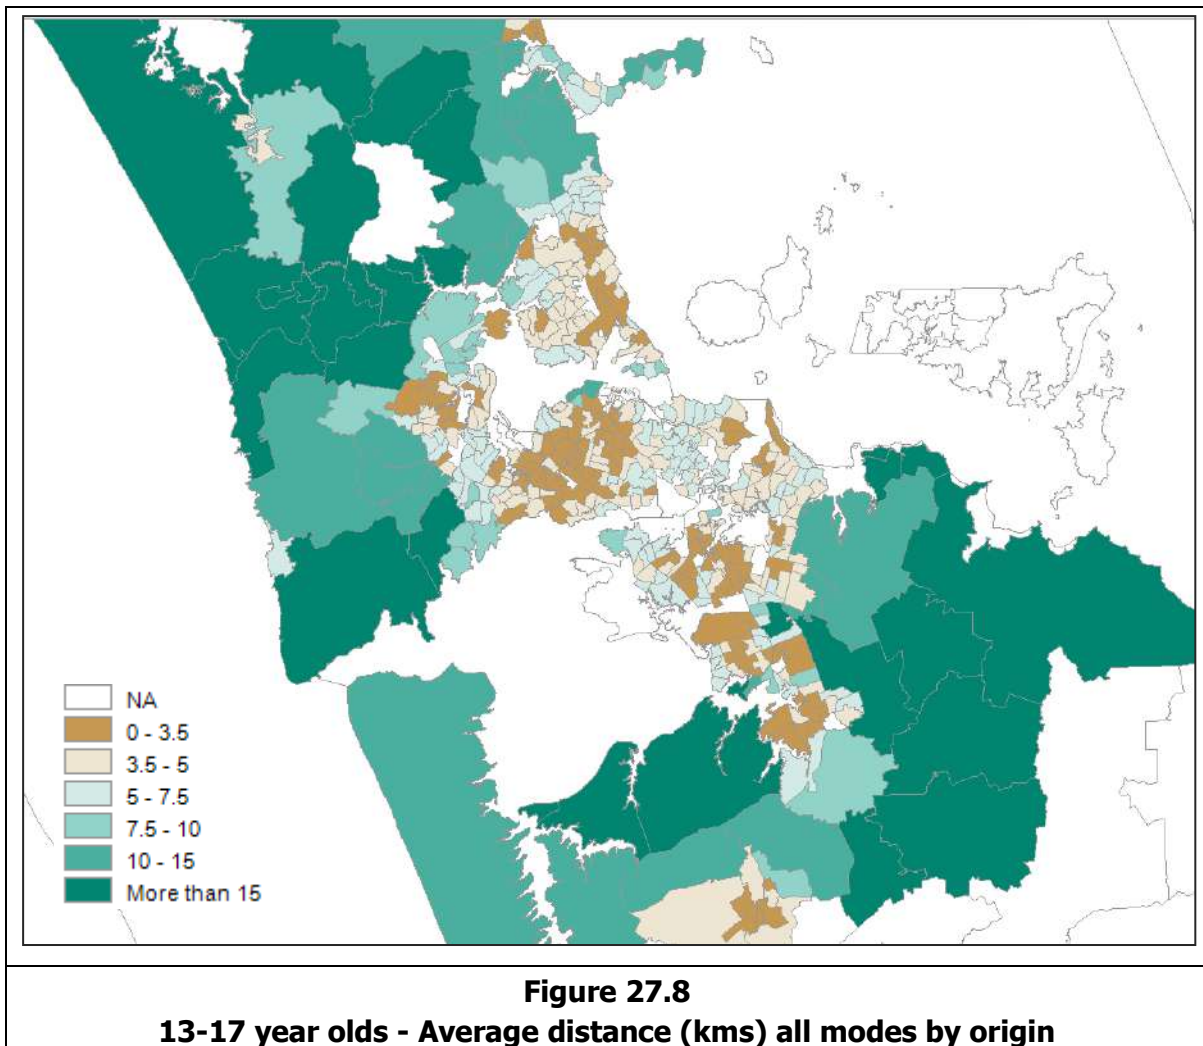 NA
0 - 3.5
3.5 - 5
5 - 7.5
7.5 - 10
10 - 15
More than 15
Figure 27.8
13-17 year olds - Average distance (kms) all modes by origin